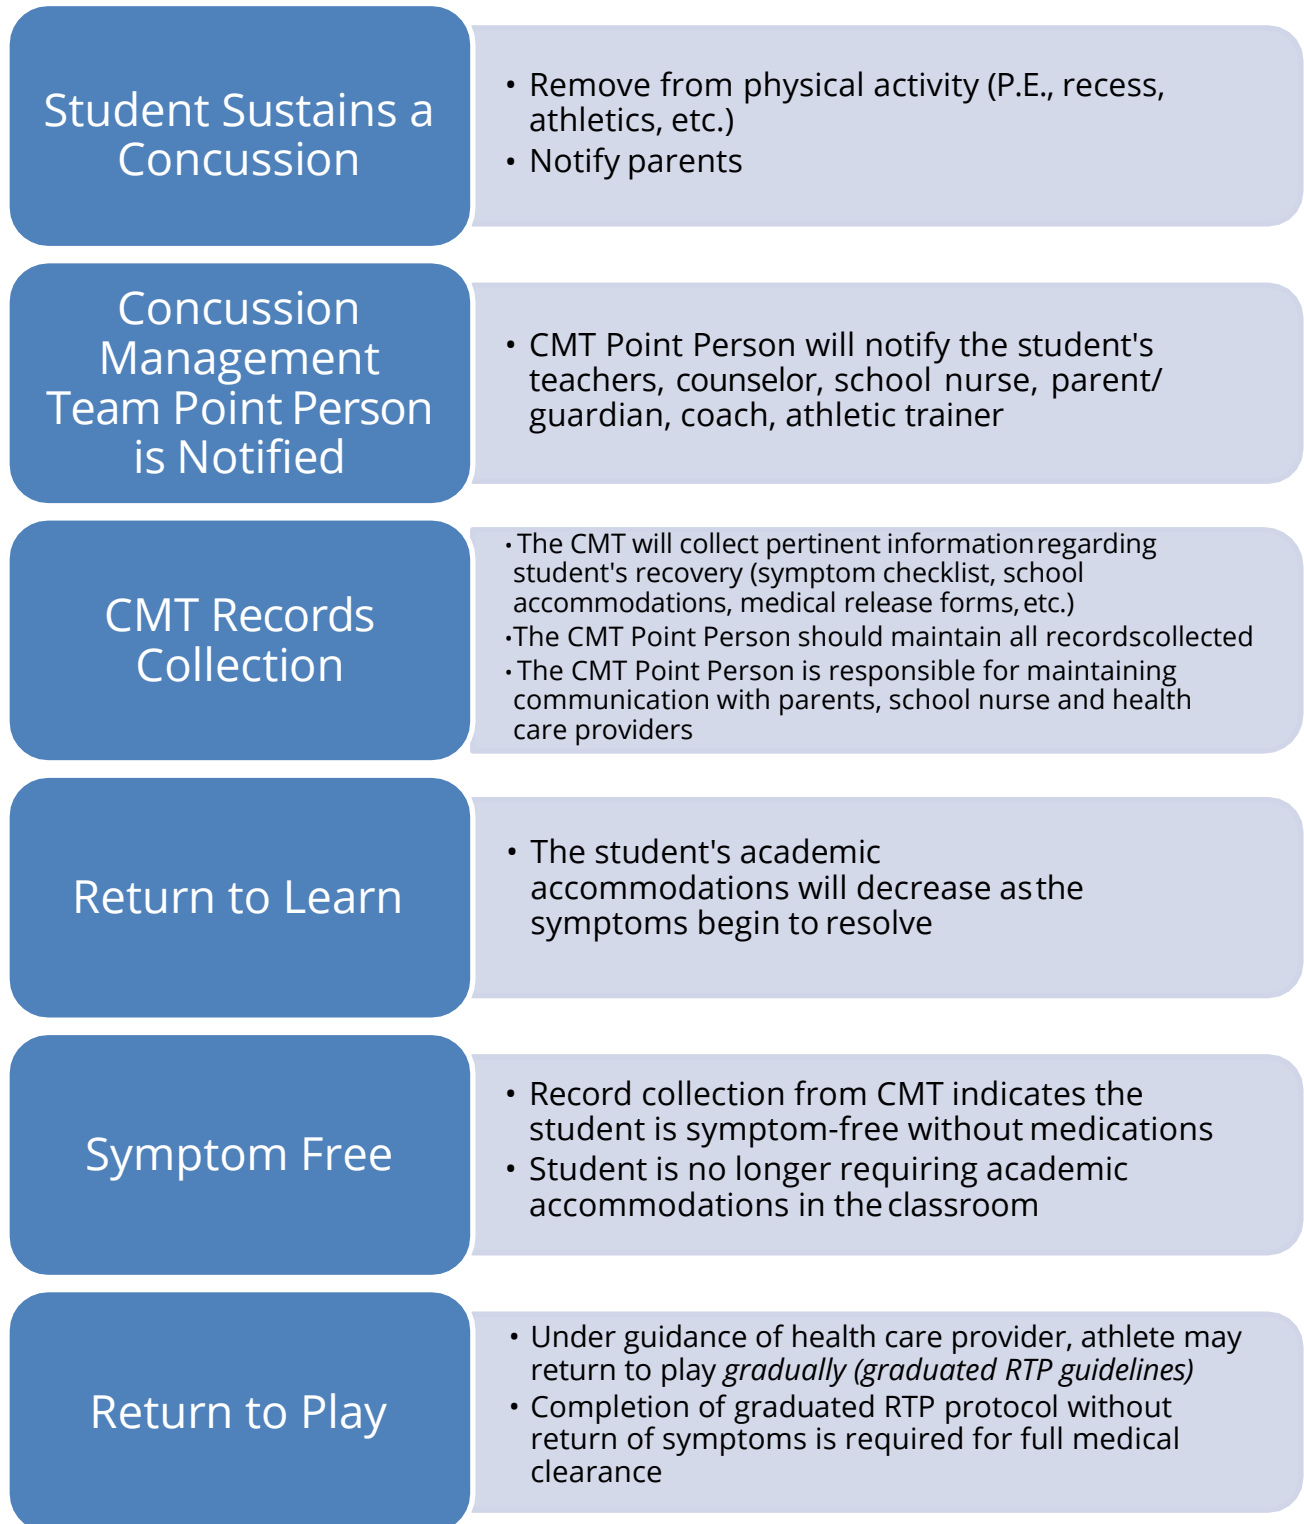 Student Sustains a
Concussion
• Remove from physical activity (P.E., recess,
athletics, etc.)
• Notify parents
Concussion
Management
Team Point Person
is Notified
• CMT Point Person will notify the student's
teachers, counselor, school nurse, parent/
guardian, coach, athletic trainer
CMT Records
Collection
• The CMT will collect pertinent information regarding
student's recovery (symptom checklist, school
accommodations, medical release forms, etc.)
•The CMT Point Person should maintain all recordscollected
• The CMT Point Person is responsible for maintaining
communication with parents, school nurse and health
care providers
Return to Learn
• The student's academic
accommodations will decrease as the
symptoms begin to resolve
Symptom Free
• Record collection from CMT indicates the
student is symptom-free without medications
• Student is no longer requiring academic
accommodations in the classroom
Return to Play
• Under guidance of health care provider, athlete may
return to play gradually (graduated RTP guidelines)
• Completion of graduated RTP protocol without
return of symptoms is required for full medical
clearance